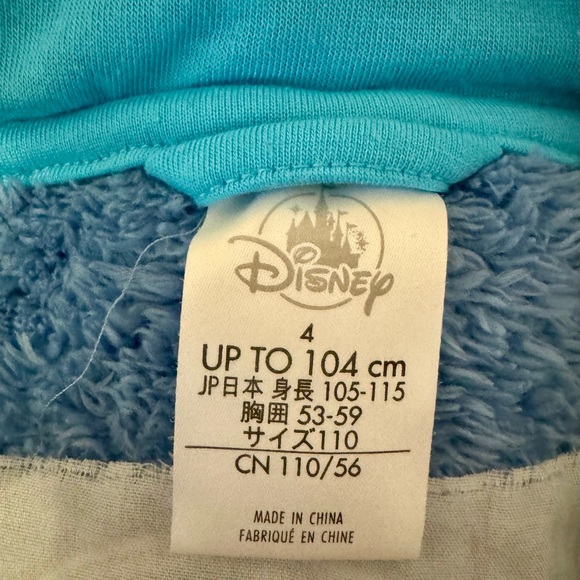 Disney
4
UP TO 104 cm
JP日本 身長 105-115
胸囲 53-59
サイズ110
CN 110/56
MADE IN CHINA
FABRIQUÉ EN CHINE